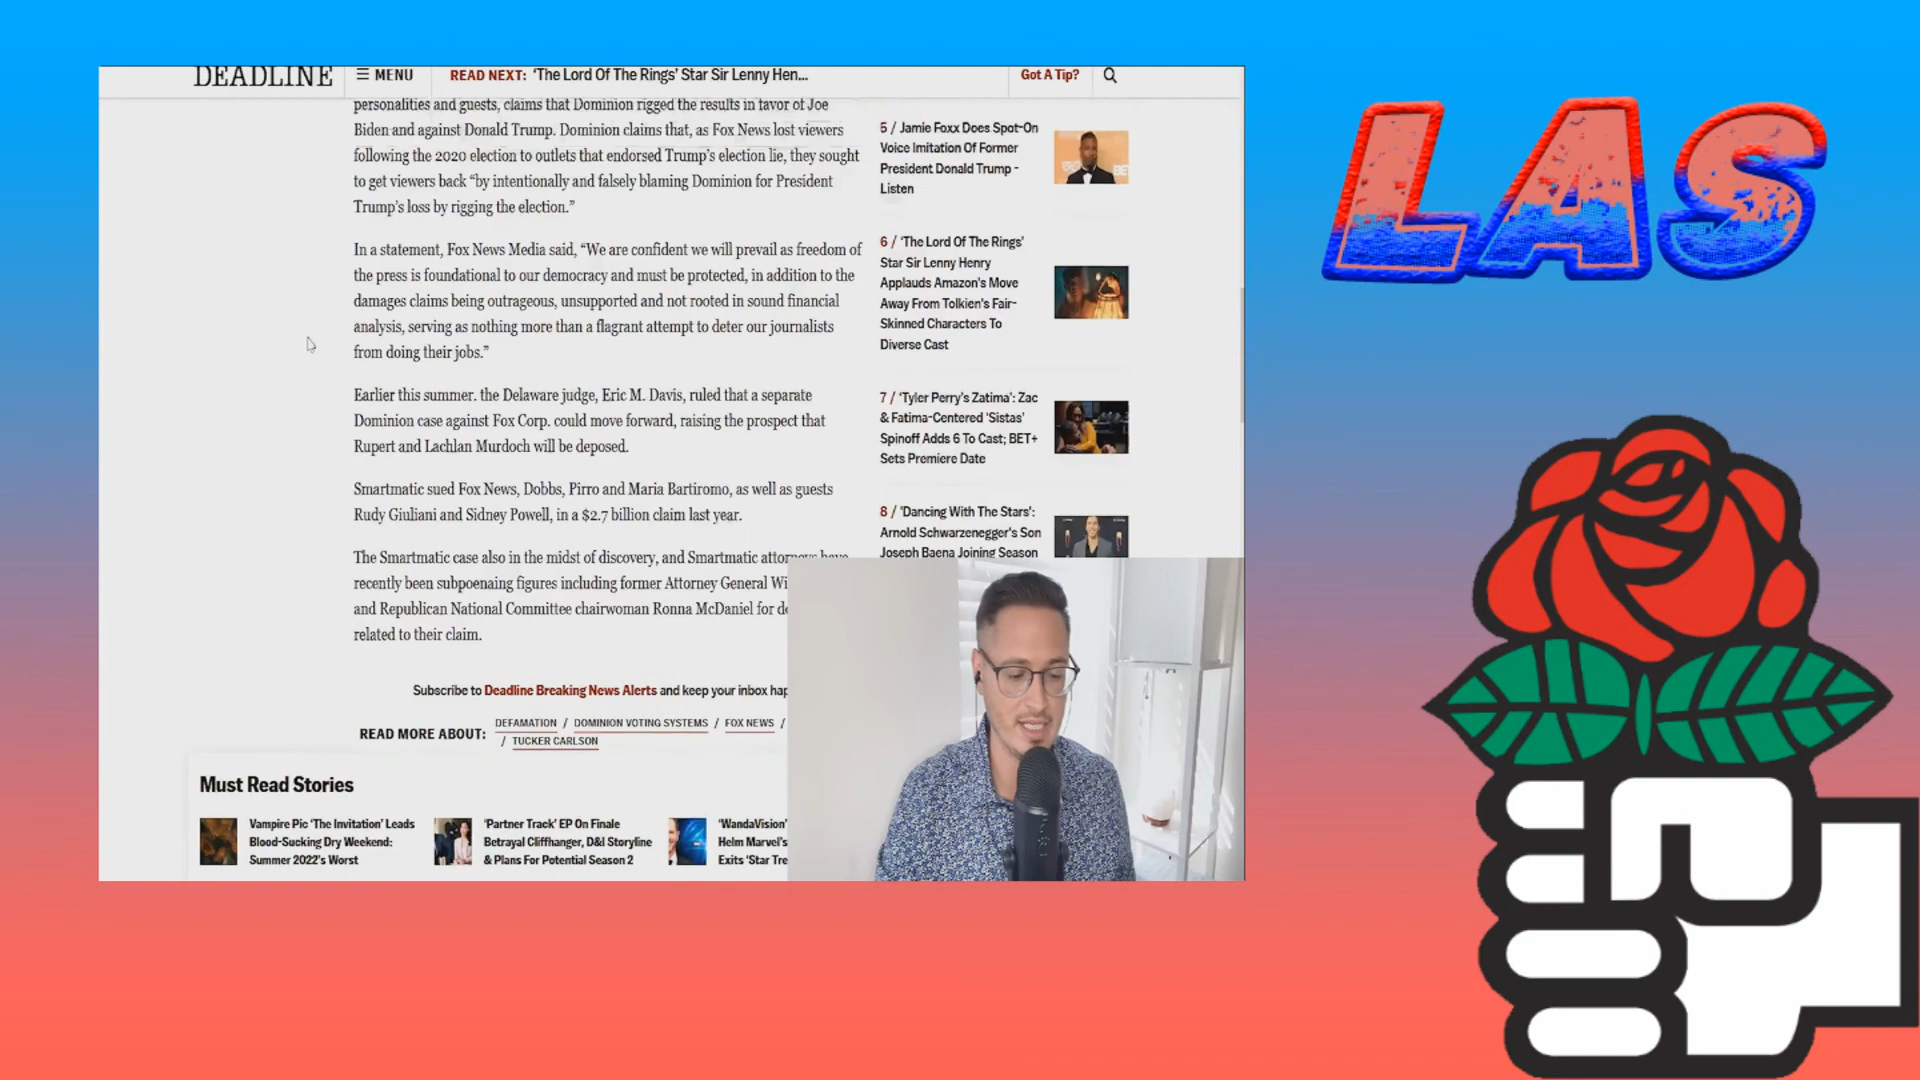 DEADLINE
MENU
READ NEXT: ‘The Lord Of The Rings’ Star Sir Lenny Hen...
Got A Tip?
LAS
personalities and guests, claims that Dominion rigged the results in favor of Joe
Biden and against Donald Trump. Dominion claims that, as Fox News lost viewers
following the 2020 election to outlets that endorsed Trump’s election lie, they sought
to get viewers back “by intentionally and falsely blaming Dominion for President
Trump’s loss by rigging the election.”
In a statement, Fox News Media said, “We are confident we will prevail as freedom of
the press is foundational to our democracy and must be protected, in addition to the
damages claims being outrageous, unsupported and not rooted in sound financial
analysis, serving as nothing more than a flagrant attempt to deter our journalists
from doing their jobs.”
Earlier this summer. the Delaware judge, Eric M. Davis, ruled that a separate
Dominion case against Fox Corp. could move forward, raising the prospect that
Rupert and Lachlan Murdoch will be deposed.
Smartmatic sued Fox News, Dobbs, Pirro and Maria Bartiromo, as well as guests
Rudy Giuliani and Sidney Powell, in a $2.7 billion claim last year.
The Smartmatic case also in the midst of discovery, and Smartmatic attorneys have
recently been subpoenaing figures including former Attorney General Wi
and Republican National Committee chairwoman Ronna McDaniel for de
related to their claim.
Subscribe to Deadline Breaking News Alerts and keep your inbox hap
READ MORE ABOUT:
DEFAMATION / DOMINION VOTING SYSTEMS / FOX NEWS /
/ TUCKER CARLSON
5 / Jamie Foxx Does Spot-On
Voice Imitation Of Former
President Donald Trump -
Listen
6 / ‘The Lord Of The Rings’
Star Sir Lenny Henry
Applauds Amazon’s Move
Away From Tolkien’s Fair-
Skinned Characters To
Diverse Cast
7 / ‘Tyler Perry’s Zatima’: Zac
& Fatima-Centered ‘Sistas’
Spinoff Adds 6 To Cast; BET+
Sets Premiere Date
8 / ‘Dancing With The Stars’:
Arnold Schwarzenegger’s Son
Joseph Baena Joining Season
Must Read Stories
Vampire Pic ‘The Invitation’ Leads
Blood-Sucking Dry Weekend:
Summer 2022’s Worst
‘Partner Track’ EP On Finale
Betrayal Cliffhanger, D&I Storyline
& Plans For Potential Season 2
‘WandaVision’
Helm Marvel’s
Exits ‘Star Tre